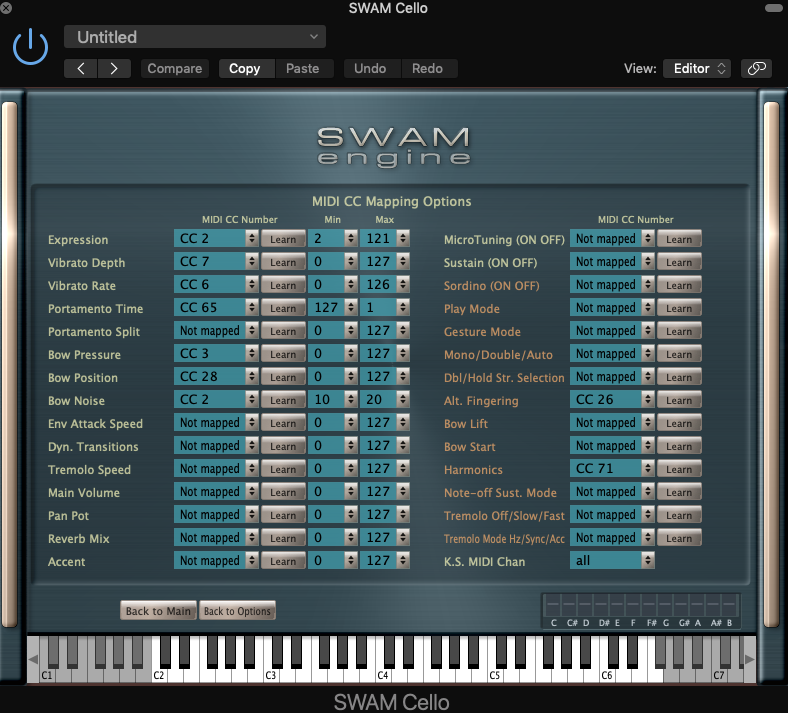 SWAM Cello
Untitled
Compare Copy Paste Undo Redo View: Editor
SWAM
engine
MIDI CC Mapping Options
MIDI CC Number Min Max MIDI CC Number
Expression CC 2 Learn 2 121 MicroTuning (ON OFF) Not mapped Learn
Vibrato Depth CC 7 Learn 0 127 Sustain (ON OFF) Not mapped Learn
Vibrato Rate CC 6 Learn 0 126 Sordino (ON OFF) Not mapped Learn
Portamento Time CC 65 Learn 127 1 Play Mode Not mapped Learn
Portamento Split Not mapped Learn 0 127 Gesture Mode Not mapped Learn
Bow Pressure CC 3 Learn 0 127 Mono/Double/Auto Not mapped Learn
Bow Position CC 28 Learn 0 127 Dbl/Hold Str. Selection Not mapped Learn
Bow Noise CC 2 Learn 10 20 Alt. Fingering CC 26 Learn
Env Attack Speed Not mapped Learn 0 127 Bow Lift Not mapped Learn
Dyn. Transitions Not mapped Learn 0 127 Bow Start Not mapped Learn
Tremolo Speed Not mapped Learn 0 127 Harmonics CC 71 Learn
Main Volume Not mapped Learn 0 127 Note-off Sust. Mode Not mapped Learn
Pan Pot Not mapped Learn 0 127 Tremolo Off/Slow/Fast Not mapped Learn
Reverb Mix Not mapped Learn 0 127 Tremolo Mode Hz/Sync/Acc Not mapped Learn
Accent Not mapped Learn 0 127 K.S. MIDI Chan all
Back to Main Back to Options
C C# D D# E F F# G G# A A# B
C1 C2 C3 C4 C5 C6 C7
SWAM Cello